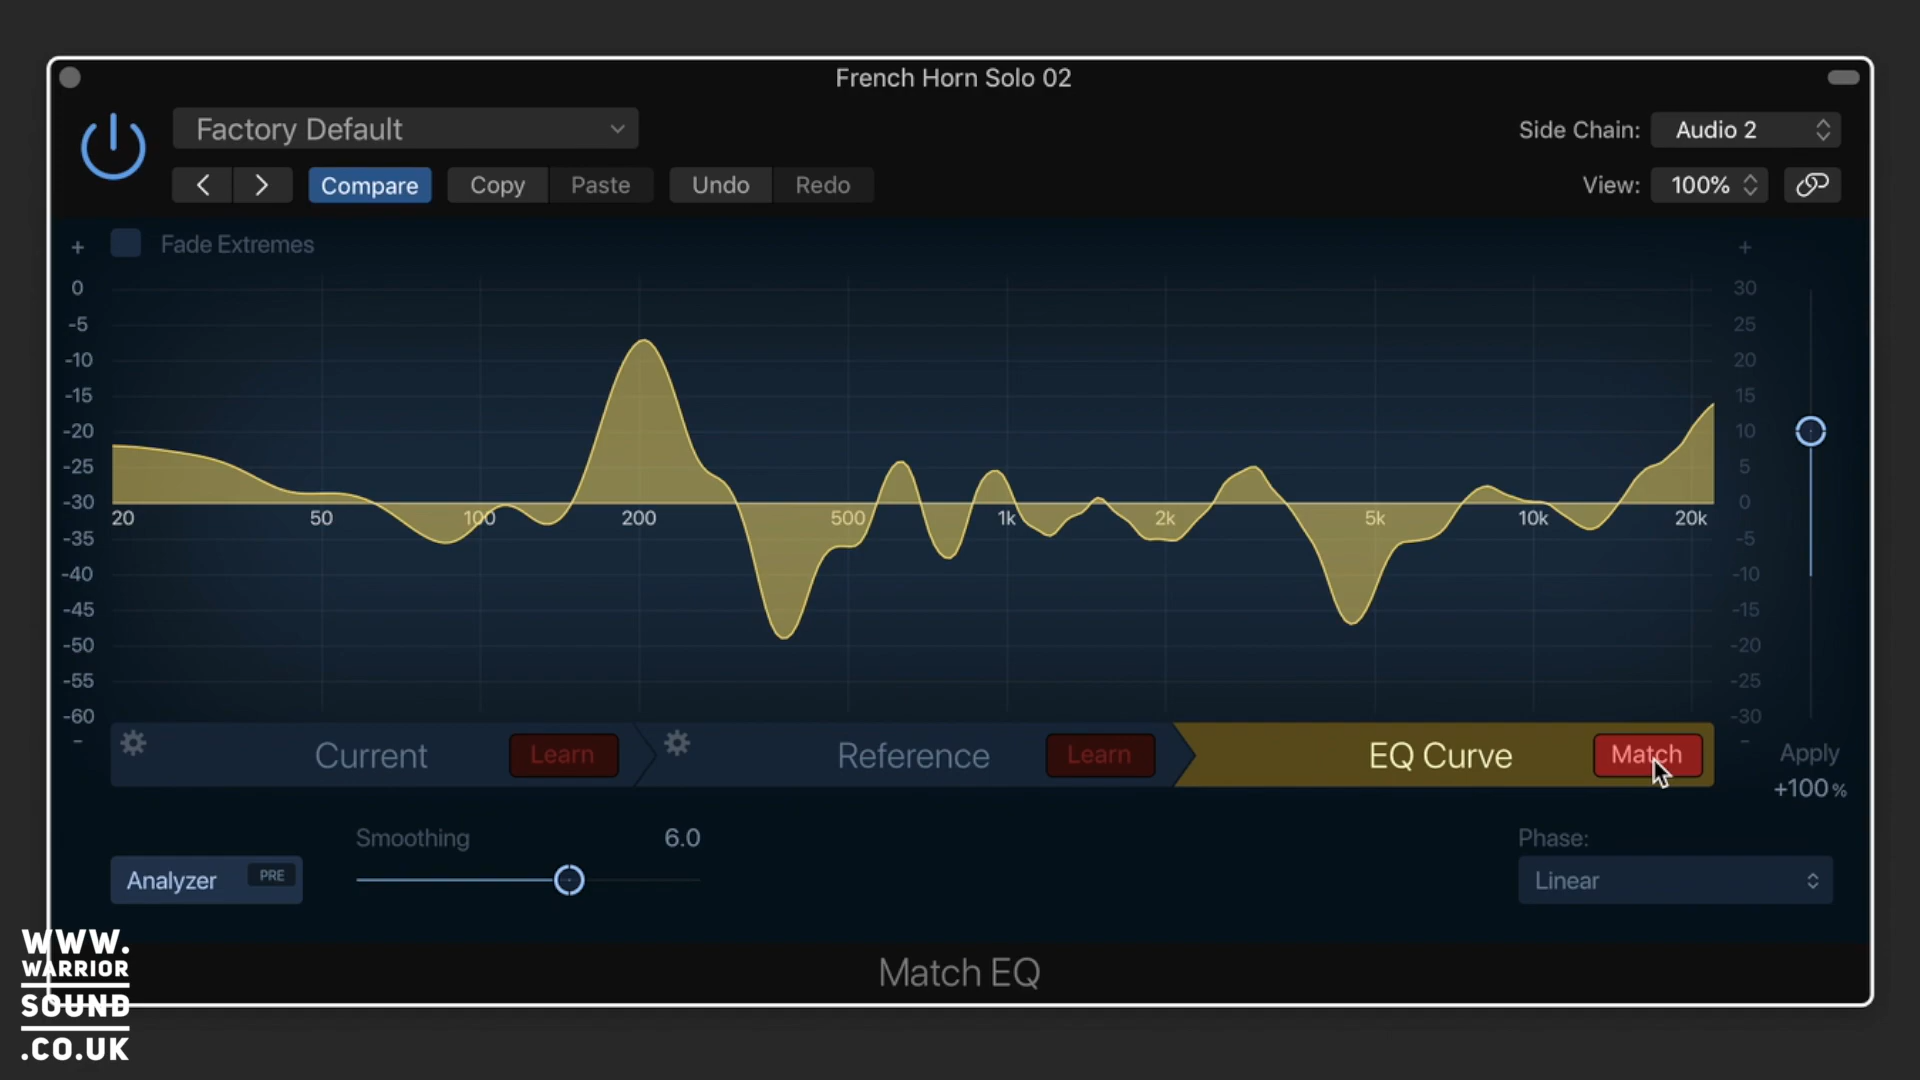 French Horn Solo 02
Factory Default
Side Chain: Audio 2
Compare Copy Paste Undo Redo
View: 100%
+ Fade Extremes +
0 30
-5 25
-10 20
-15 15
-20 10
-25 5
-30 0
20 50 100 200 500 1k 2k 5k 10k 20k
-35 -5
-40 -10
-45 -15
-50 -20
-55 -25
-60 -30
- -
Current Learn Reference Learn EQ Curve Match Apply
+100%
Smoothing 6.0 Phase:
Analyzer PRE Linear
WWW.
WARRIOR
SOUND
.CO.UK
Match EQ